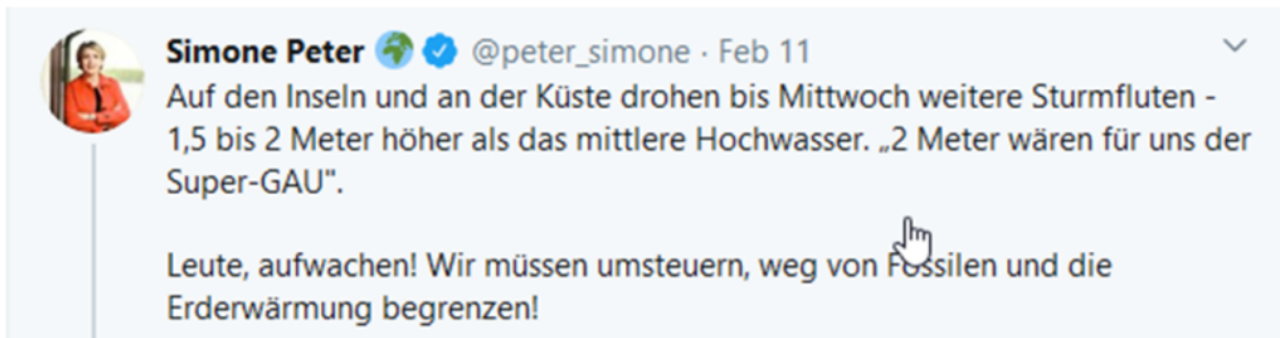 Simone Peter @peter_simone · Feb 11
Auf den Inseln und an der Küste drohen bis Mittwoch weitere Sturmfluten -
1,5 bis 2 Meter höher als das mittlere Hochwasser. „2 Meter wären für uns der
Super-GAU".
Leute, aufwachen! Wir müssen umsteuern, weg von Fossilen und die
Erderwärmung begrenzen!